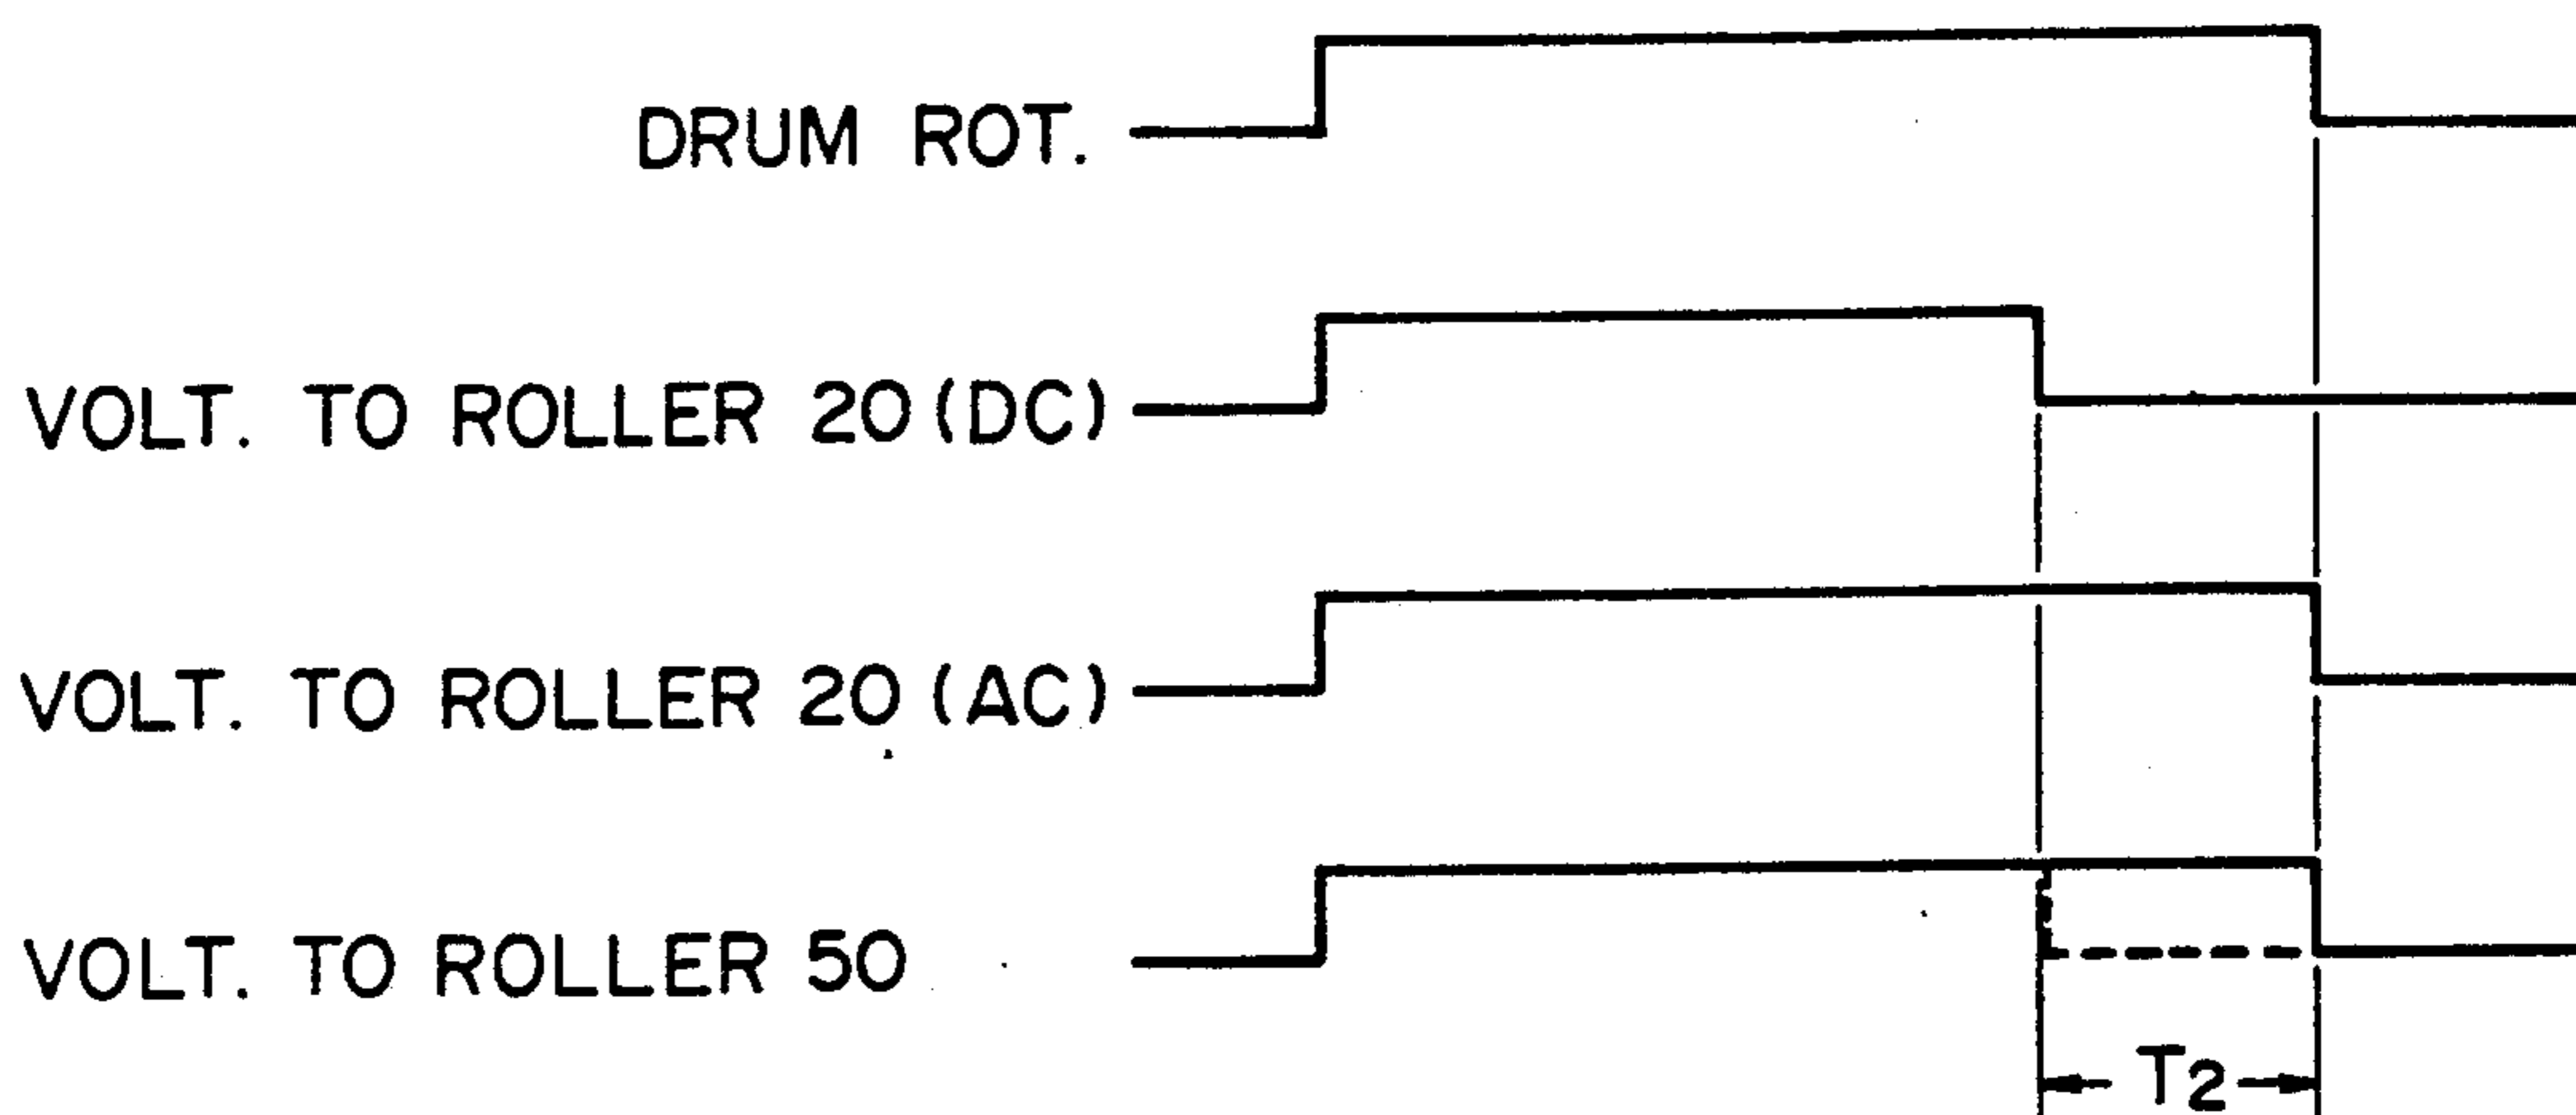 DRUM ROT.
VOLT. TO ROLLER 20 (DC)
VOLT. TO ROLLER 20 (AC)
VOLT. TO ROLLER 50
T2